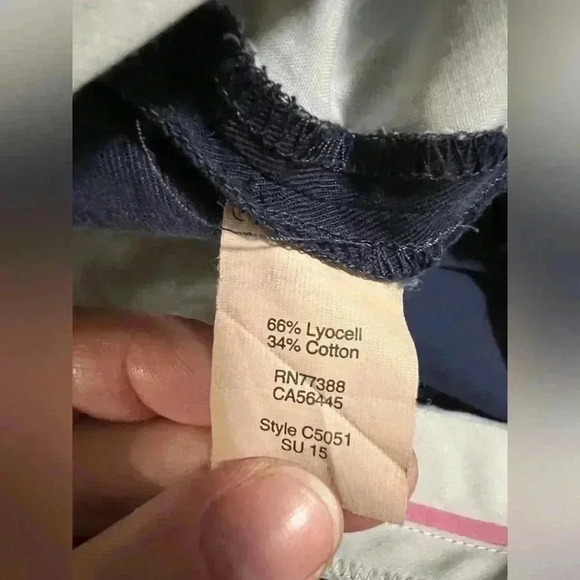 66% Lyocell
34% Cotton
RN77388
CA56445
Style C5051
SU 15